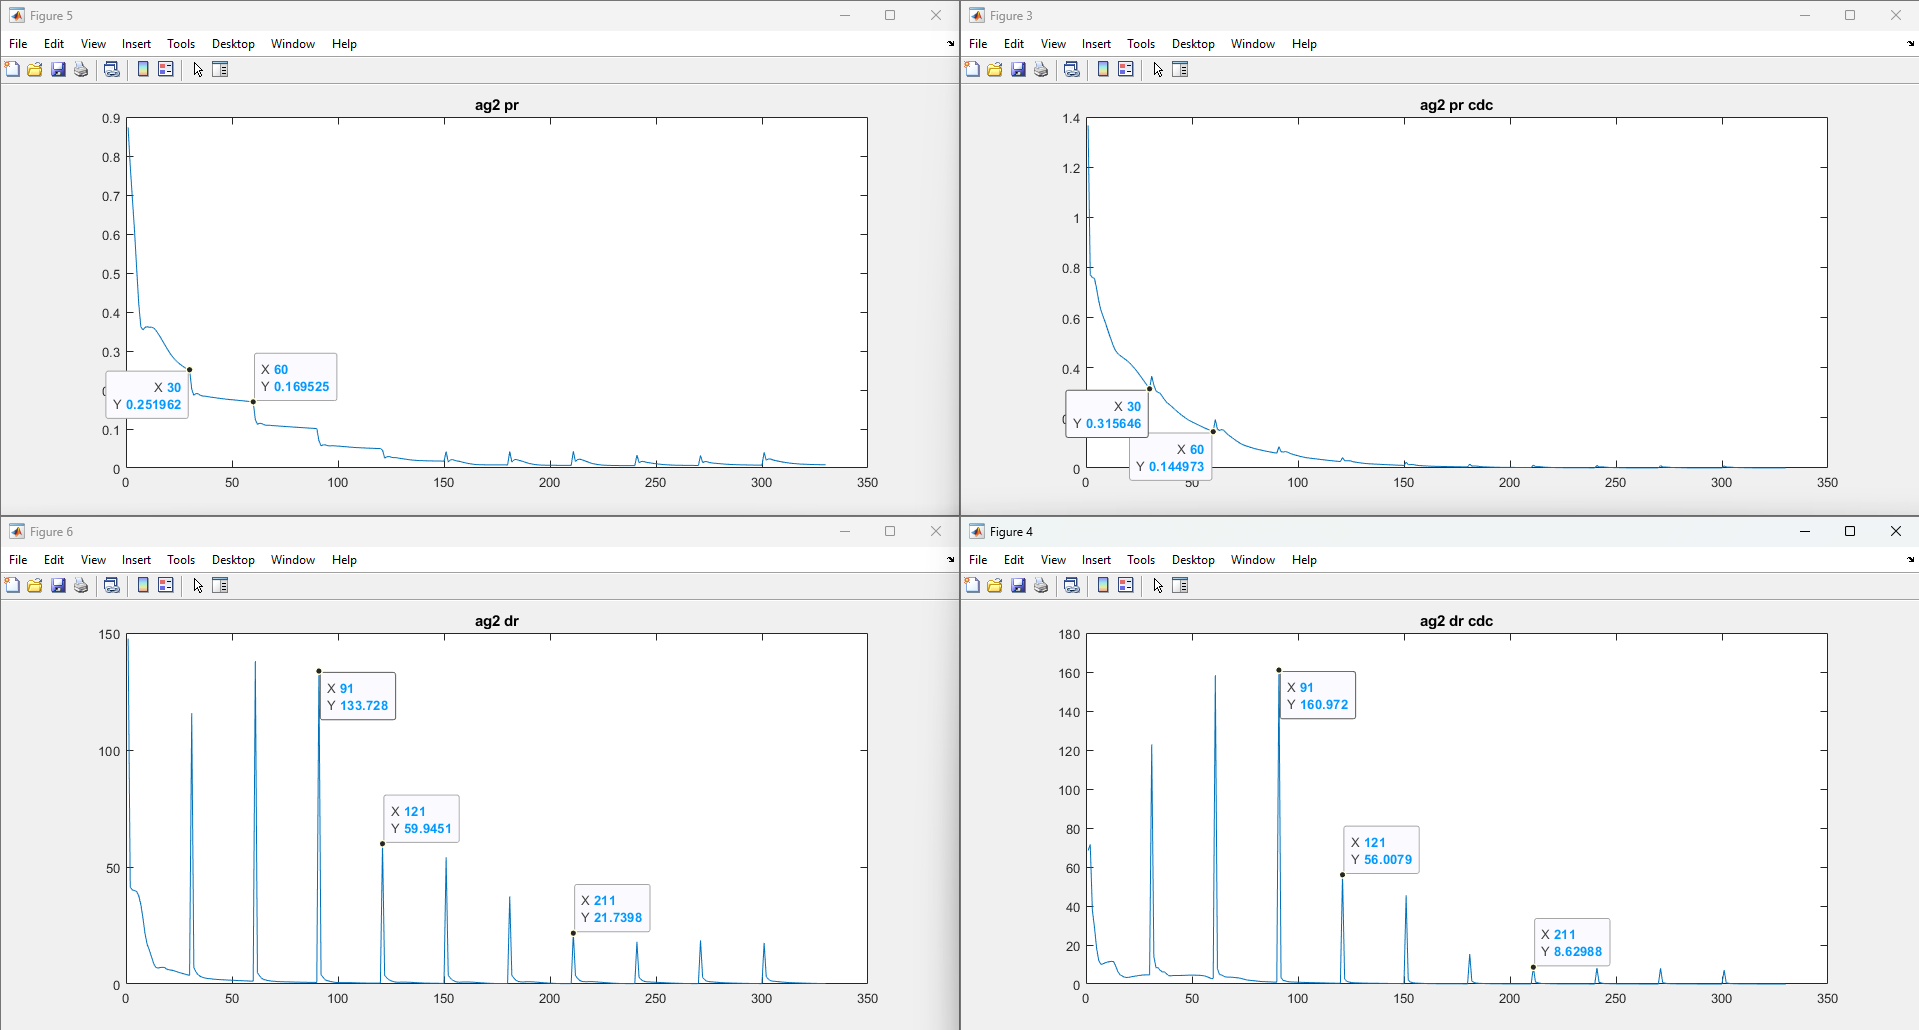 Figure 5
File Edit View Insert Tools Desktop Window Help
ag2 pr
0.9
0.8
0.7
0.6
0.5
0.4
0.3
0.1
0
X 30
Y 0.251962
X 60
Y 0.169525
0 50 100 150 200 250 300 350
Figure 3
File Edit View Insert Tools Desktop Window Help
ag2 pr cdc
1.4
1.2
1
0.8
0.6
0.4
0
X 30
Y 0.315646
X 60
Y 0.144973
0 50 100 150 200 250 300 350
Figure 6
File Edit View Insert Tools Desktop Window Help
ag2 dr
150
100
50
0
X 91
Y 133.728
X 121
Y 59.9451
X 211
Y 21.7398
0 50 100 150 200 250 300 350
Figure 4
File Edit View Insert Tools Desktop Window Help
ag2 dr cdc
180
160
140
120
100
80
60
40
20
0
X 91
Y 160.972
X 121
Y 56.0079
X 211
Y 8.62988
0 50 100 150 200 250 300 350